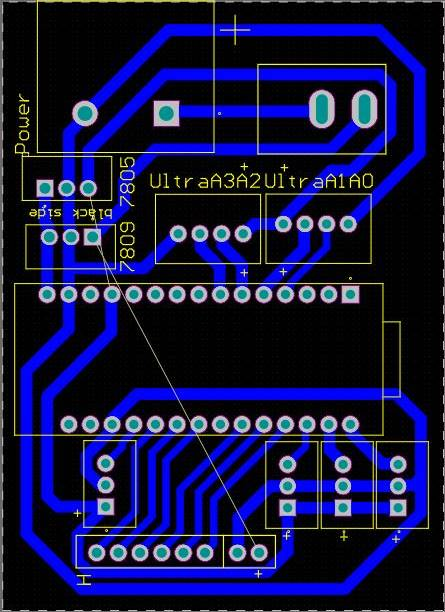 Power
7805
UltraA3A2
UltraA1A0
black side
7809
H